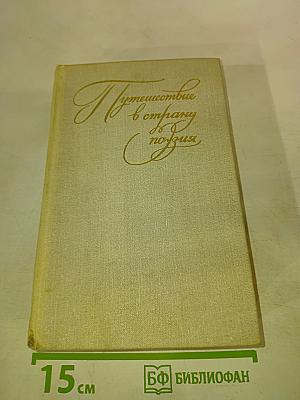 Путешествие
в страну
поэзия
15 см
БФ БИБЛИОФАН